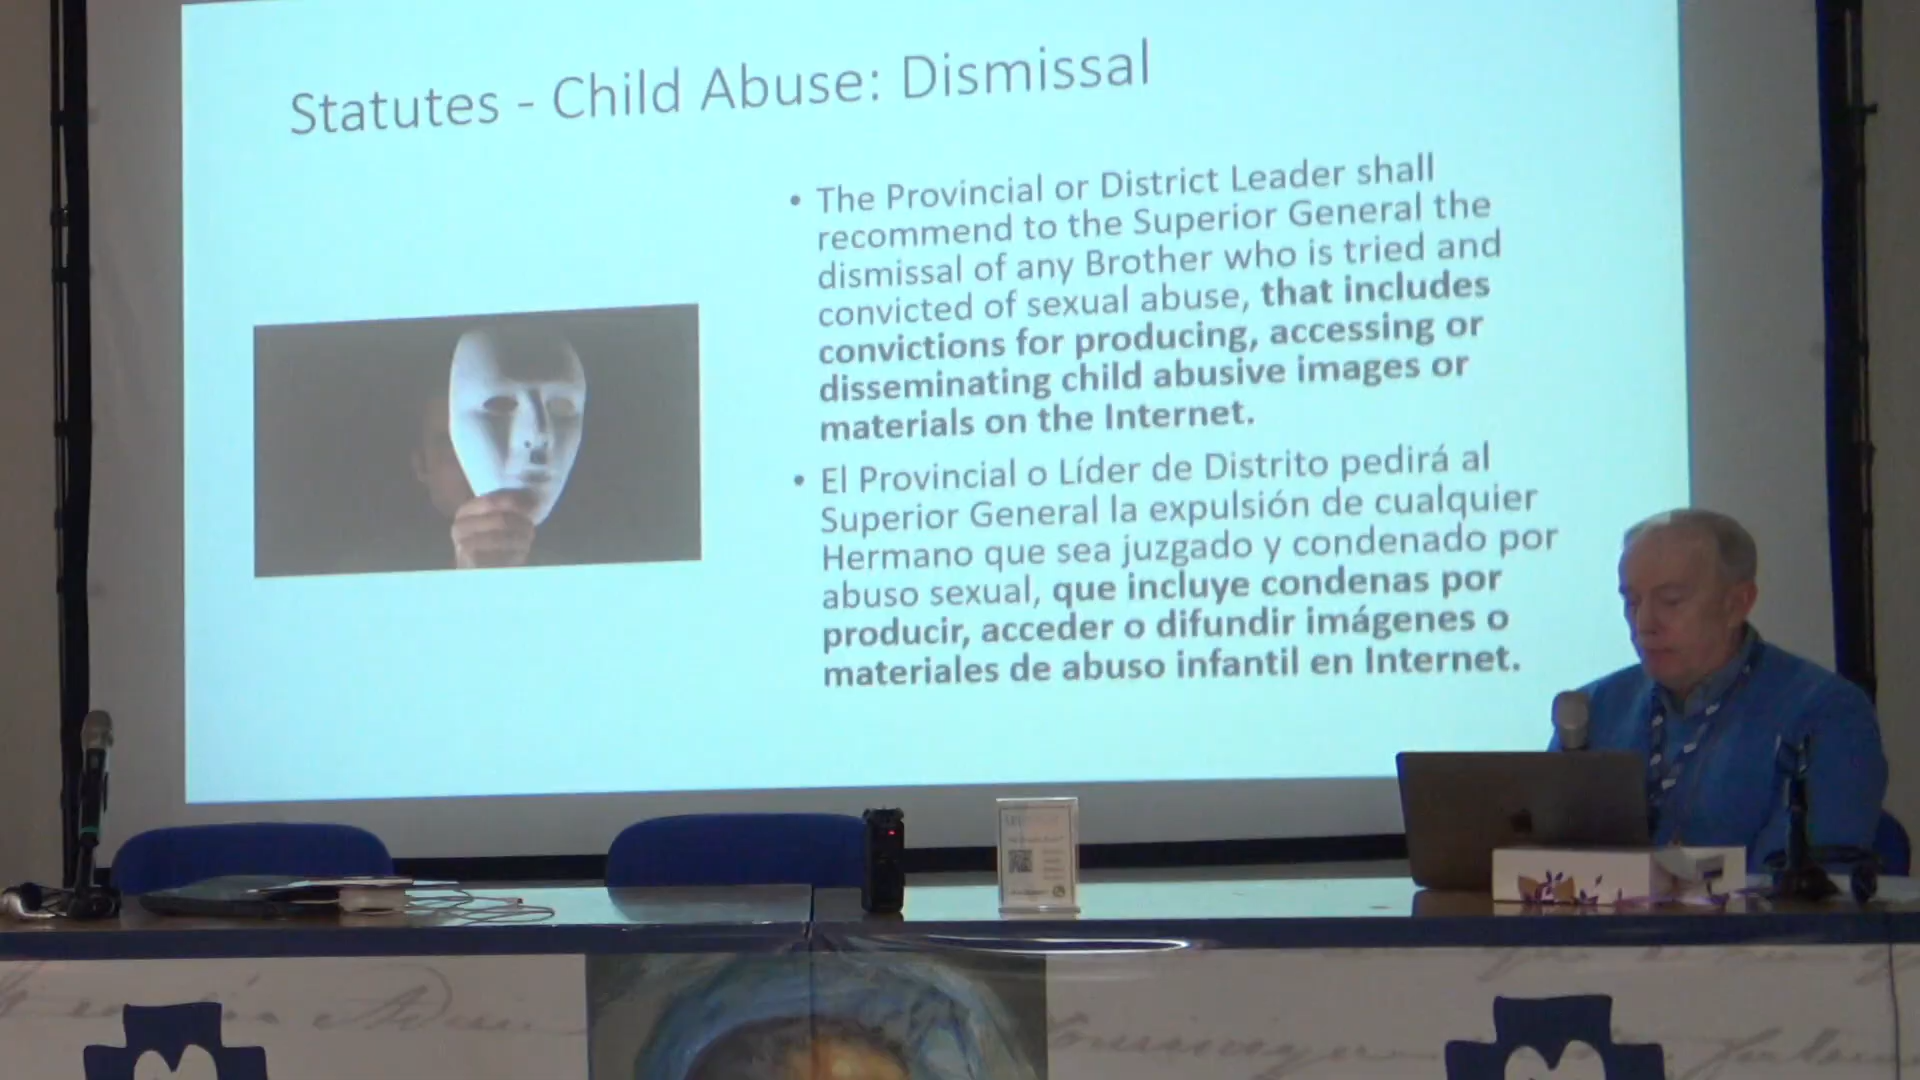 Statutes - Child Abuse: Dismissal
• The Provincial or District Leader shall
recommend to the Superior General the
dismissal of any Brother who is tried and
convicted of sexual abuse, that includes
convictions for producing, accessing or
disseminating child abusive images or
materials on the Internet.
• El Provincial o Líder de Distrito pedirá al
Superior General la expulsión de cualquier
Hermano que sea juzgado y condenado por
abuso sexual, que incluye condenas por
producir, acceder o difundir imágenes o
materiales de abuso infantil en Internet.